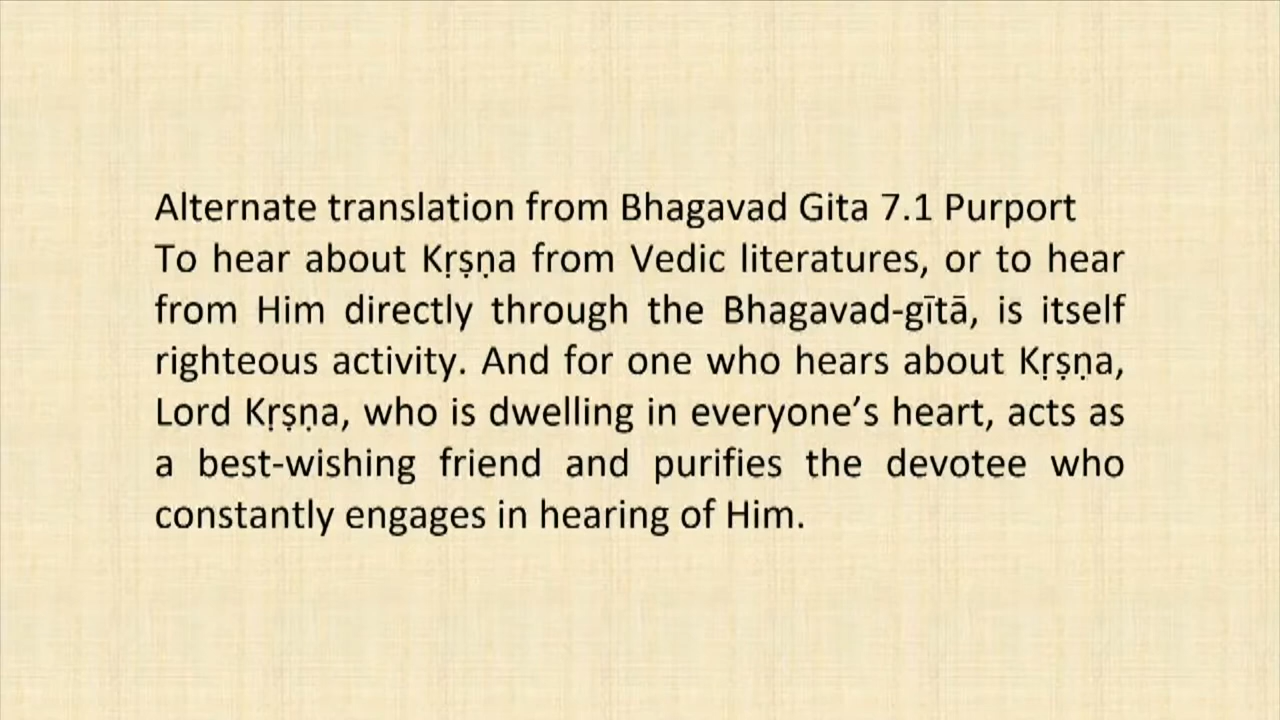 Alternate translation from Bhagavad Gita 7.1 Purport
To hear about Kṛṣṇa from Vedic literatures, or to hear
from Him directly through the Bhagavad-gītā, is itself
righteous activity. And for one who hears about Kṛṣṇa,
Lord Kṛṣṇa, who is dwelling in everyone’s heart, acts as
a best-wishing friend and purifies the devotee who
constantly engages in hearing of Him.